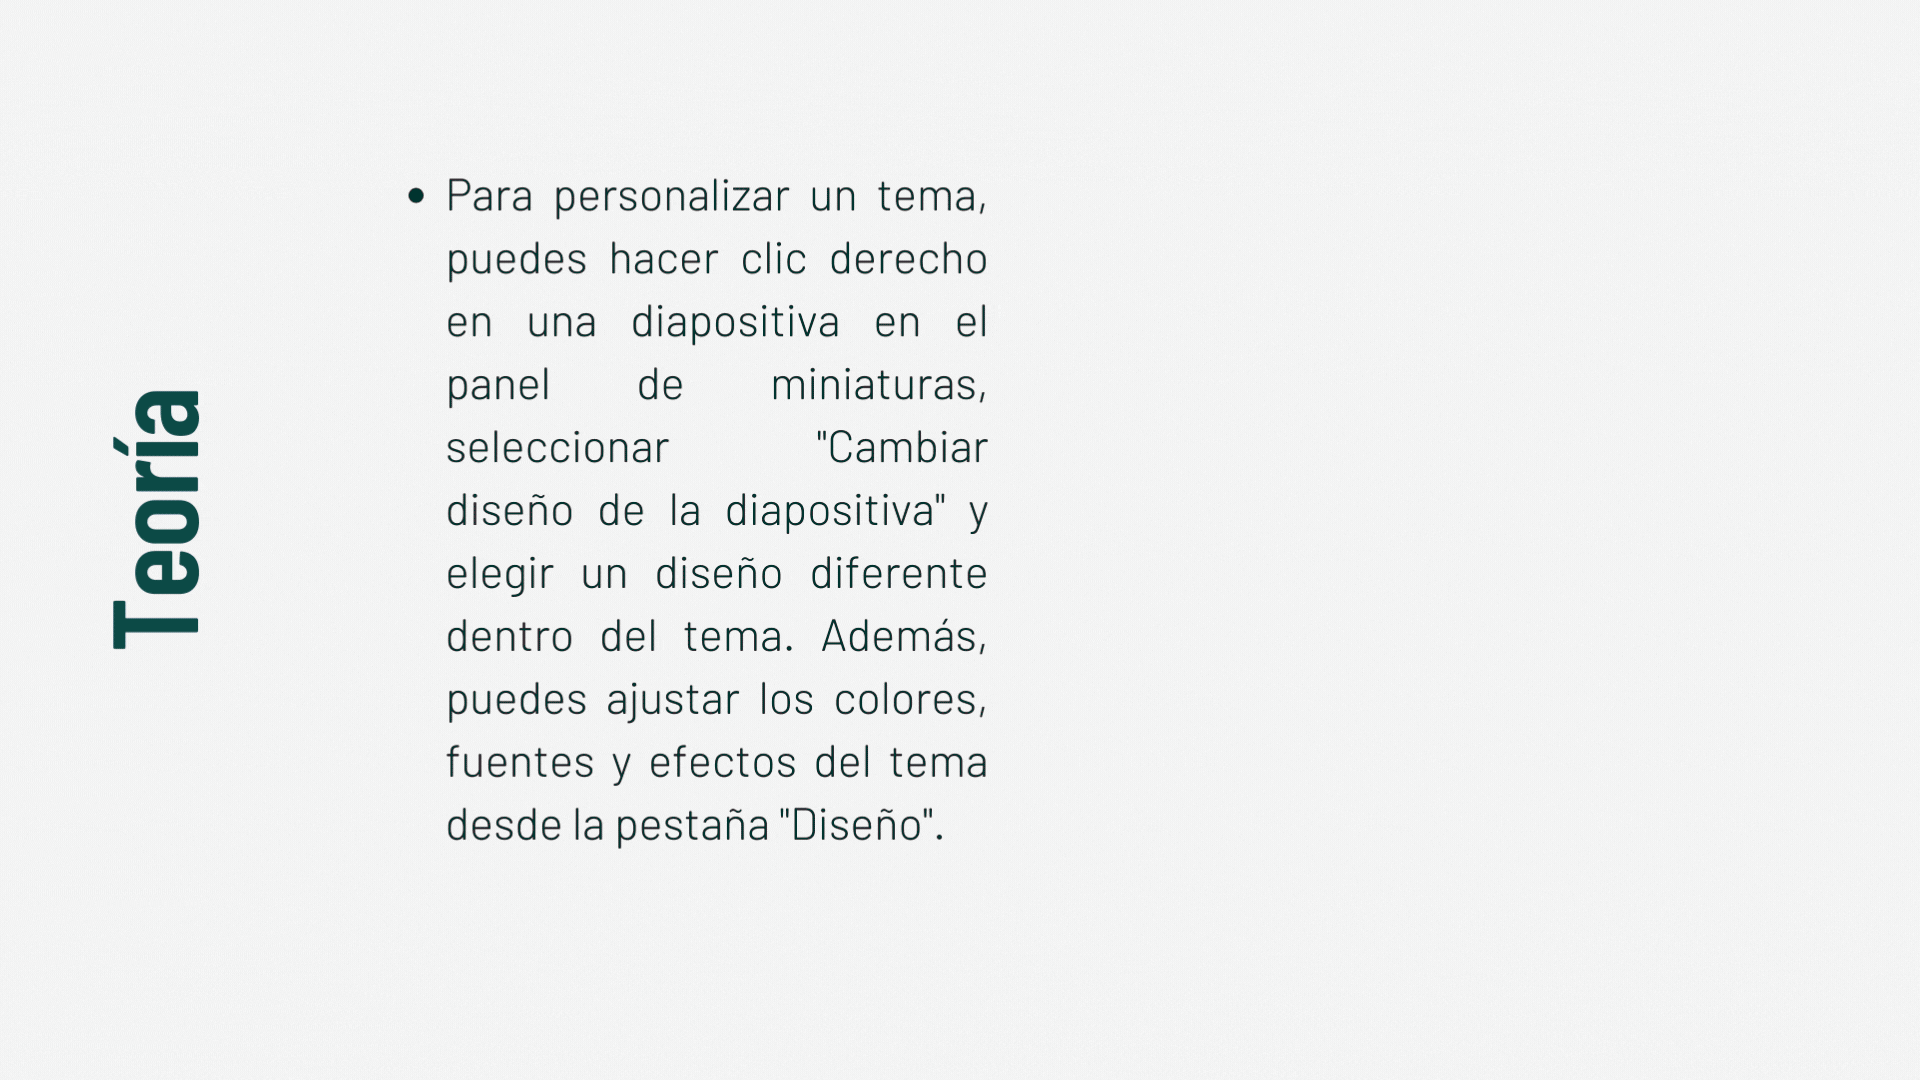 Teoría
• Para personalizar un tema,
puedes hacer clic derecho
en una diapositiva en el
panel de miniaturas,
seleccionar "Cambiar
diseño de la diapositiva" y
elegir un diseño diferente
dentro del tema. Además,
puedes ajustar los colores,
fuentes y efectos del tema
desde la pestaña "Diseño".